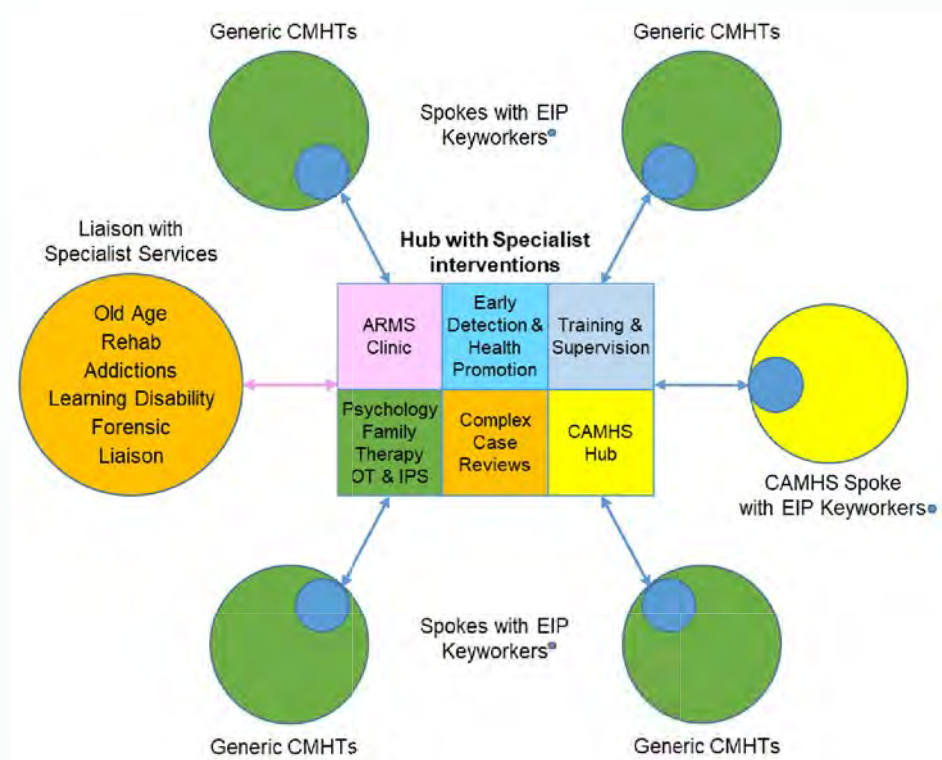 Generic CMHTs
Generic CMHTs
Spokes with EIP
Keyworkers
Liaison with
Specialist Services
Hub with Specialist
interventions
Old Age
Rehab
Addictions
Learning Disability
Forensic
Liaison
ARMS
Clinic
Early
Detection &
Health
Promotion
Training &
Supervision
Psychology
Family
Therapy
OT & IPS
Complex
Case
Reviews
CAMHS
Hub
CAMHS Spoke
with EIP Keyworkers
Spokes with EIP
Keyworkers
Generic CMHTs
Generic CMHTs